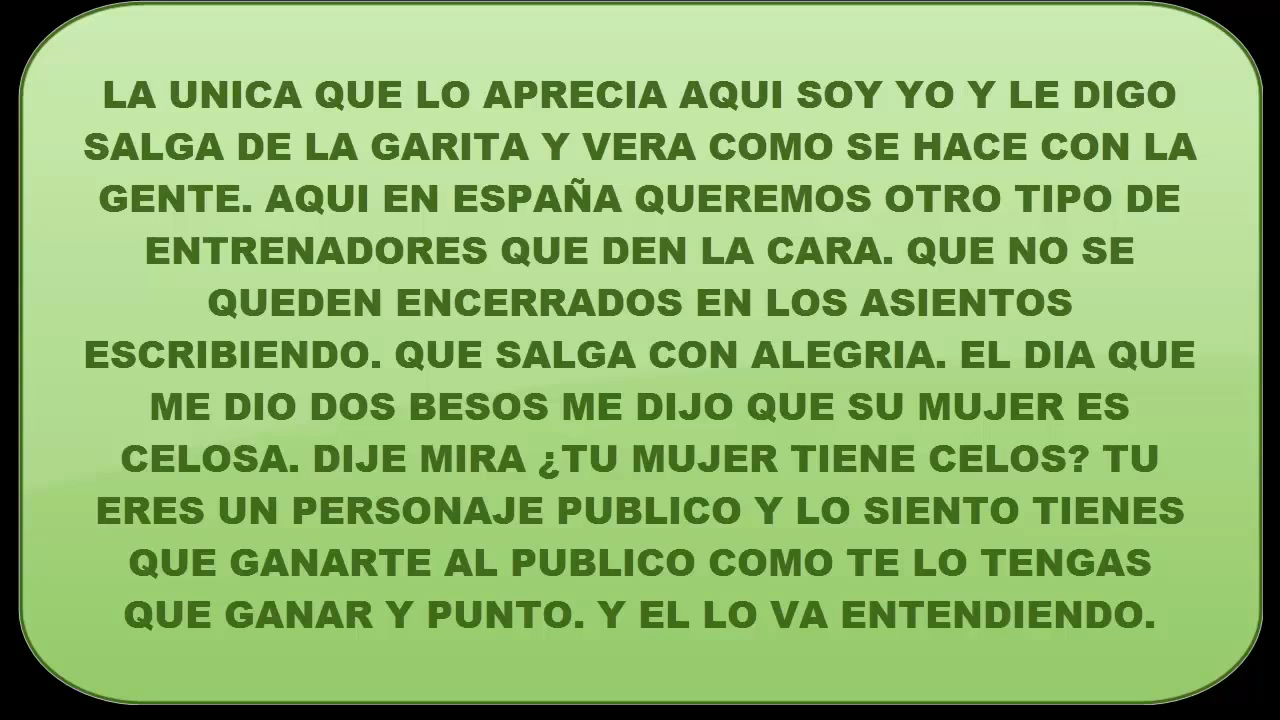 LA UNICA QUE LO APRECIA AQUI SOY YO Y LE DIGO
SALGA DE LA GARITA Y VERA COMO SE HACE CON LA
GENTE. AQUI EN ESPAÑA QUEREMOS OTRO TIPO DE
ENTRENADORES QUE DEN LA CARA. QUE NO SE
QUEDEN ENCERRADOS EN LOS ASIENTOS
ESCRIBIENDO. QUE SALGA CON ALEGRIA. EL DIA QUE
ME DIO DOS BESOS ME DIJO QUE SU MUJER ES
CELOSA. DIJE MIRA ¿TU MUJER TIENE CELOS? TU
ERES UN PERSONAJE PUBLICO Y LO SIENTO TIENES
QUE GANARTE AL PUBLICO COMO TE LO TENGAS
QUE GANAR Y PUNTO. Y EL LO VA ENTENDIENDO.